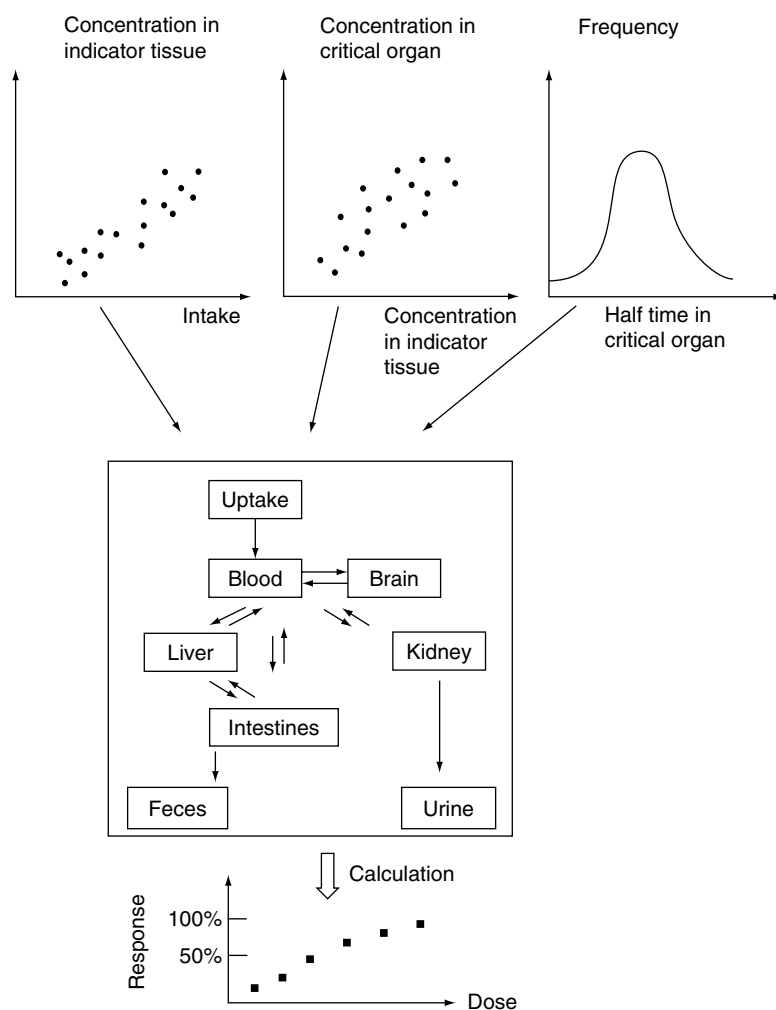 Concentration in
indicator tissue
Concentration in
critical organ
Frequency
Intake
Concentration
in indicator
tissue
Half time in
critical organ
Uptake
Blood
Brain
Liver
Kidney
Intestines
Feces
Urine
Calculation
Response
100%
50%
Dose